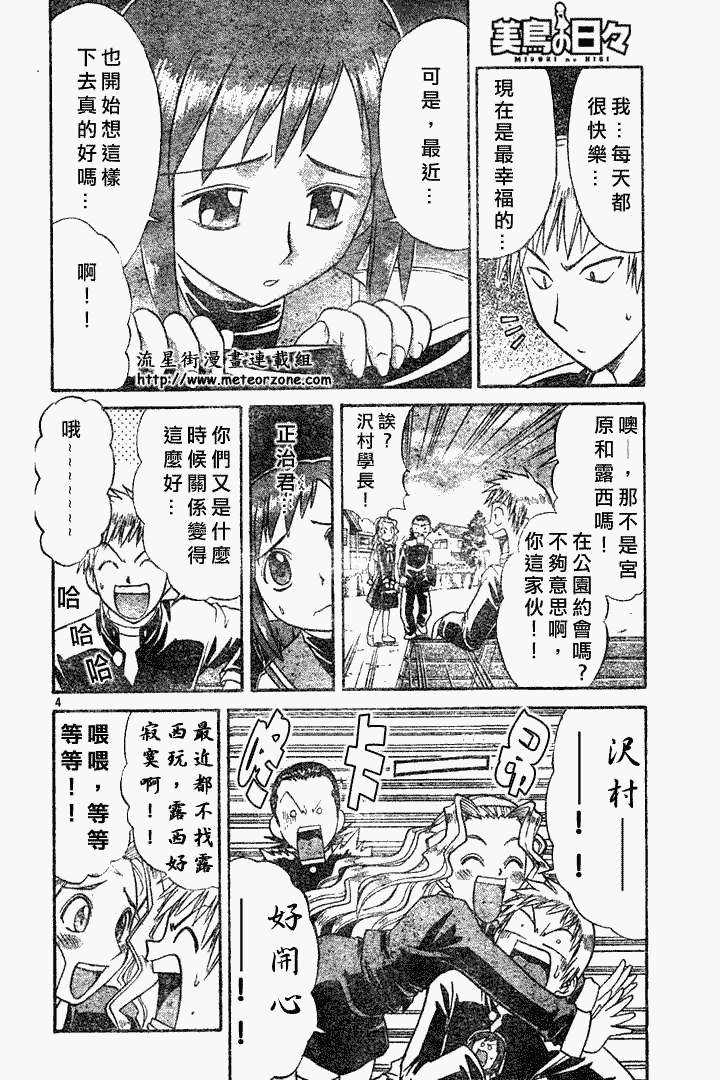 美鳥の日々
MIDORI no HIBI
我…每天都
很快樂…
現在是最幸福的…
可是，最近…
也開始想這樣
下去真的好嗎…
啊！！
流星街漫畫連載組
http://www.meteorzone.com
噢－，那不是宮
原和露西嗎！
在公園約會嗎？
不夠意思啊，
你這家伙！！
誒？
沢村學長！
正治君…
你們又是什麼
時候關係變得
這麼好…
哦～～～～～～
哈
哈
哈
4
沢村——！！
好開心——！！
最近都不找露
西玩，露西好
寂寞啊！！
喂喂，等等
等等！！